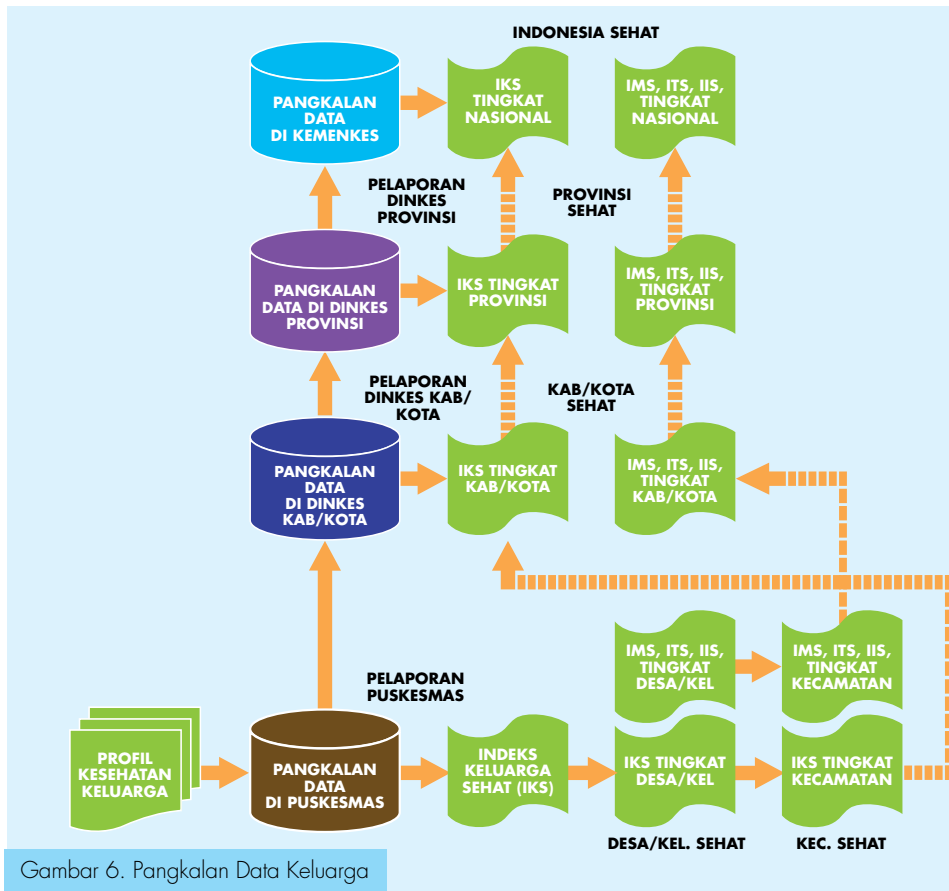 INDONESIA SEHAT
PANGKALAN
DATA
DI KEMENKES
IKS
TINGKAT
NASIONAL
IMS, ITS, IIS,
TINGKAT
NASIONAL
PELAPORAN
DINKES
PROVINSI
PROVINSI
SEHAT
PANGKALAN
DATA DI DINKES
PROVINSI
IKS TINGKAT
PROVINSI
IMS, ITS, IIS,
TINGKAT
PROVINSI
PELAPORAN
DINKES KAB/
KOTA
KAB/KOTA
SEHAT
PANGKALAN
DATA
DI DINKES
KAB/KOTA
IKS TINGKAT
KAB/KOTA
IMS, ITS, IIS,
TINGKAT
KAB/KOTA
IMS, ITS, IIS,
TINGKAT
DESA/KEL
IMS, ITS, IIS,
TINGKAT
KECAMATAN
PELAPORAN
PUSKESMAS
PROFIL
KESEHATAN
KELUARGA
PANGKALAN
DATA
DI PUSKESMAS
INDEKS
KELUARGA
SEHAT (IKS)
IKS TINGKAT
DESA/KEL
IKS TINGKAT
KECAMATAN
DESA/KEL. SEHAT
KEC. SEHAT
Gambar 6. Pangkalan Data Keluarga